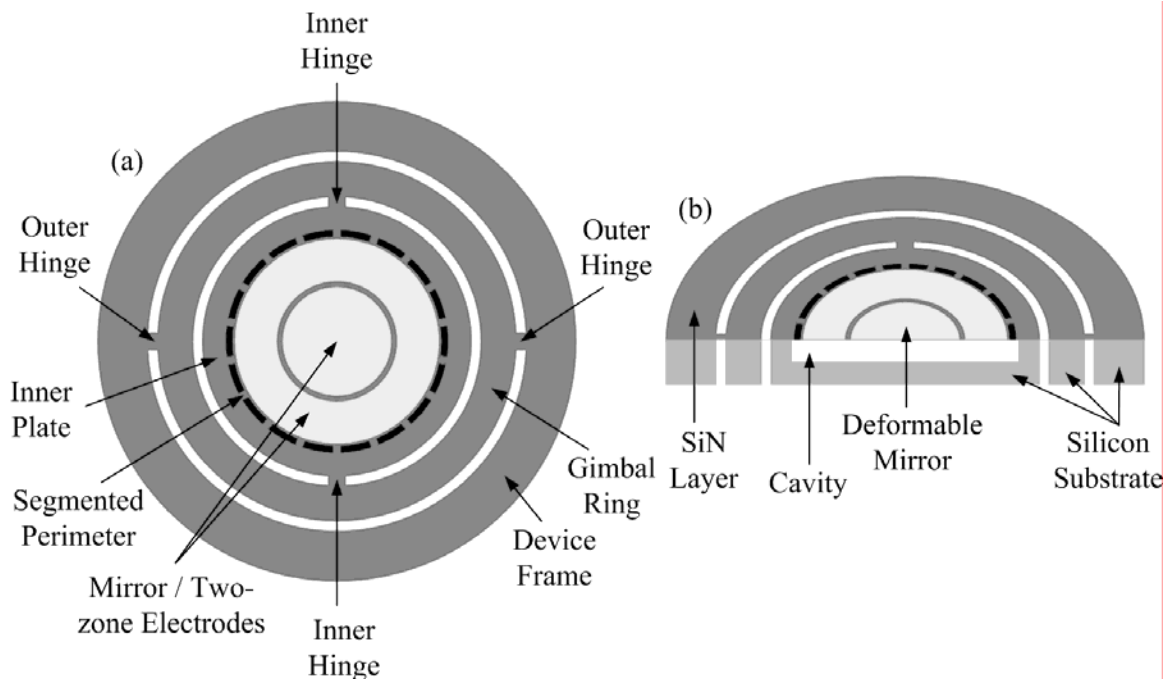 Inner
Hinge
(a)
Outer
Hinge
Outer
Hinge
Inner
Plate
Segmented
Perimeter
Mirror / Two-
zone Electrodes
Inner
Hinge
Gimbal
Ring
Device
Frame
(b)
SiN
Layer
Cavity
Deformable
Mirror
Silicon
Substrate